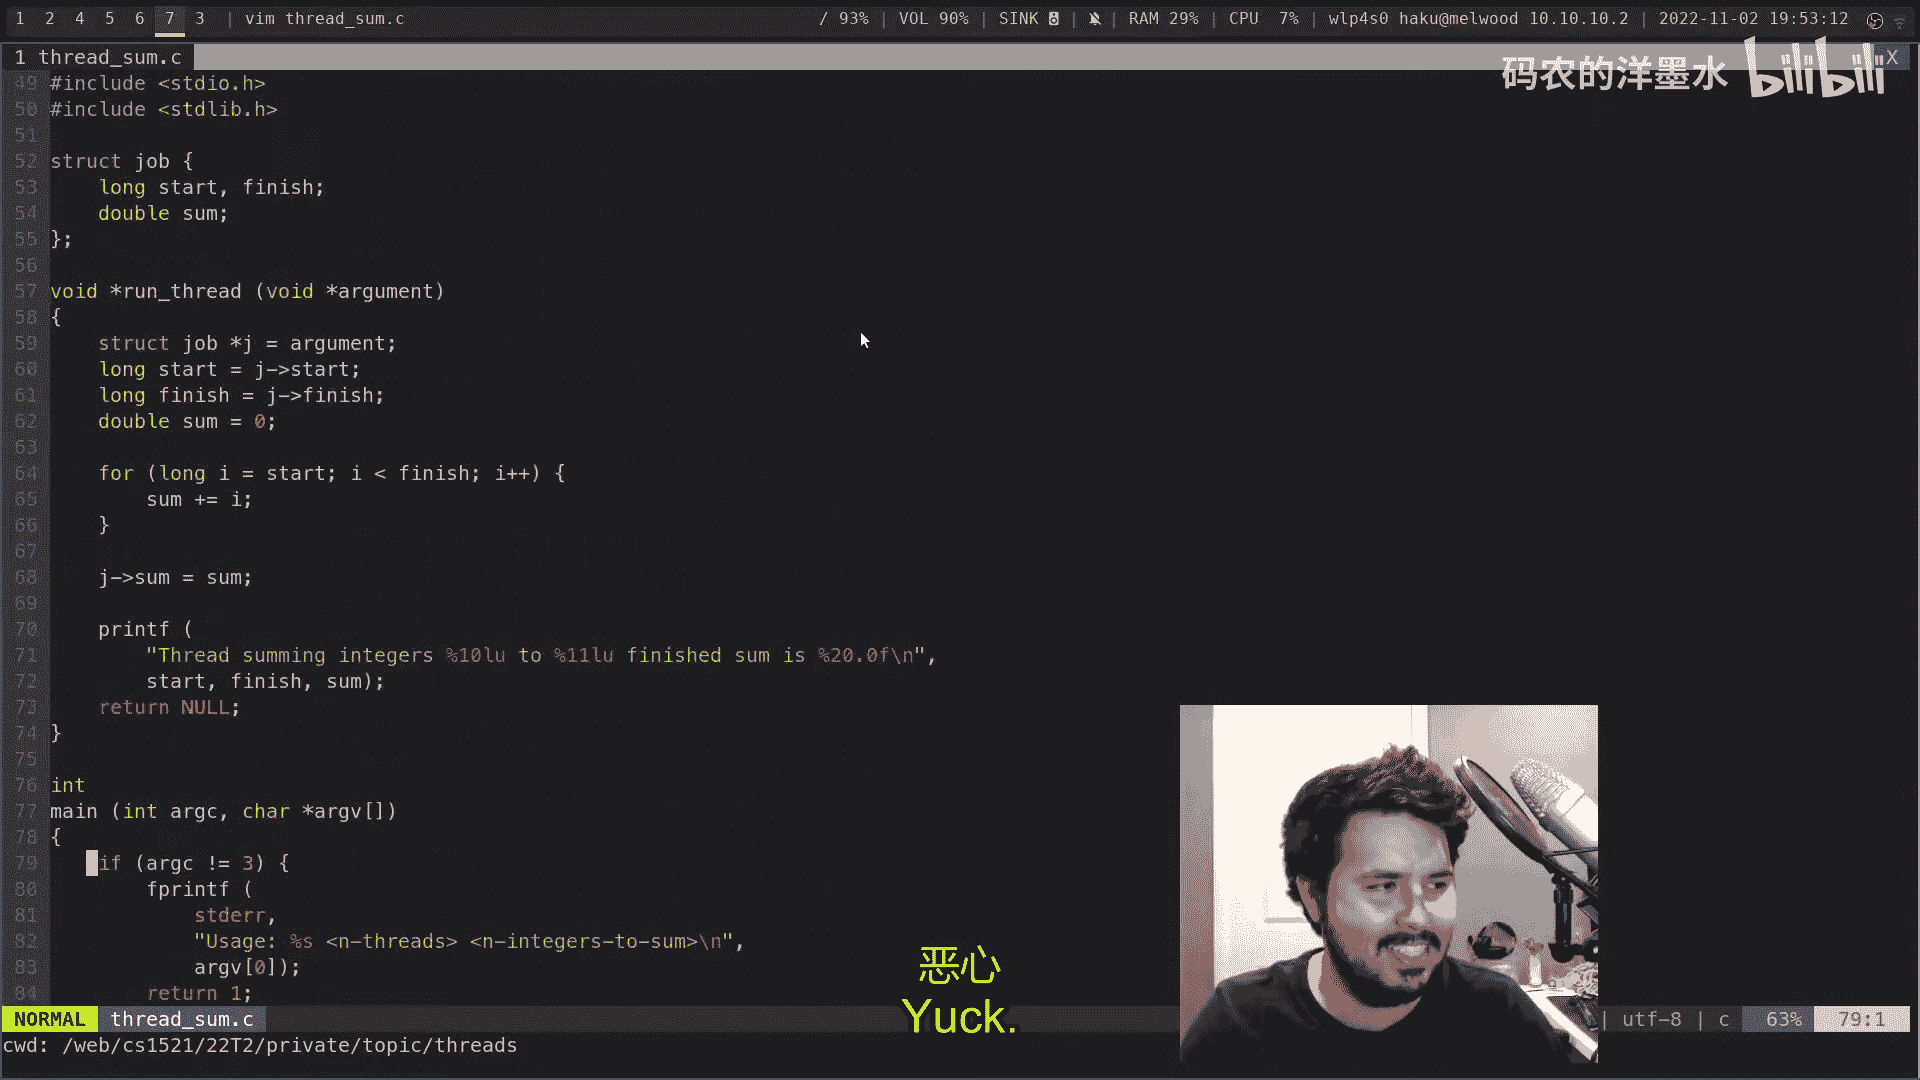 1 2 4 5 6 7 3 | vim thread_sum.c / 93% | VOL 90% | SINK | | RAM 29% | CPU 7% | wlp4s0 haku@melwood 10.10.10.2 | 2022-11-02 19:53:12
1 thread_sum.c X
码农的洋墨水 bilibili
49 #include <stdio.h>
50 #include <stdlib.h>
51
52 struct job {
53     long start, finish;
54     double sum;
55 };
56
57 void *run_thread (void *argument)
58 {
59     struct job *j = argument;
60     long start = j->start;
61     long finish = j->finish;
62     double sum = 0;
63
64     for (long i = start; i < finish; i++) {
65         sum += i;
66     }
67
68     j->sum = sum;
69
70     printf (
71         "Thread summing integers %10lu to %11lu finished sum is %20.0f\n",
72         start, finish, sum);
73     return NULL;
74 }
75
76 int
77 main (int argc, char *argv[])
78 {
79     if (argc != 3) {
80         fprintf (
81             stderr,
82             "Usage: %s <n-threads> <n-integers-to-sum>\n",
83             argv[0]);
84         return 1;
恶心
Yuck.
NORMAL thread_sum.c | utf-8 | c 63% 79:1
cwd: /web/cs1521/22T2/private/topic/threads